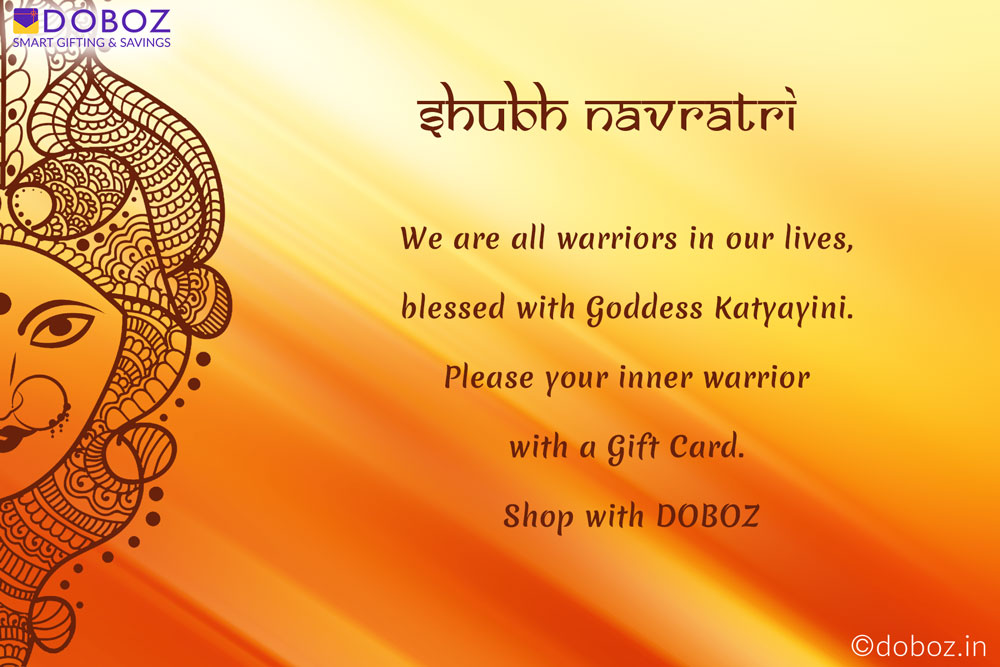 DOBOZ
SMART GIFTING & SAVINGS
shubh navratri
We are all warriors in our lives,
blessed with Goddess Katyayini.
Please your inner warrior
with a Gift Card.
Shop with DOBOZ
©doboz.in